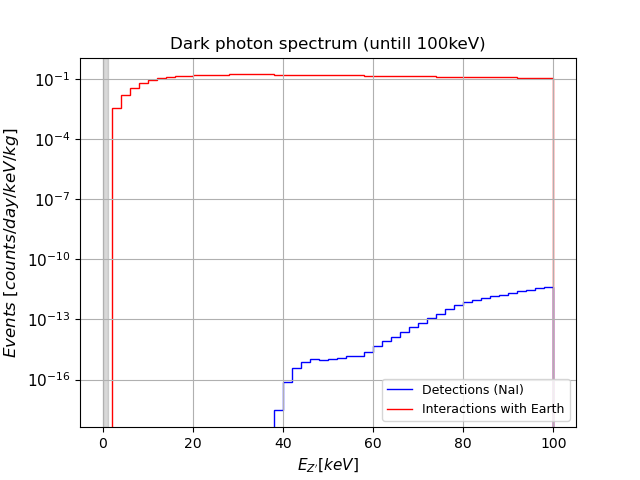 Dark photon spectrum (untill 100keV)
Events [counts/day/keV/kg]
10⁻¹
10⁻⁴
10⁻⁷
10⁻¹⁰
10⁻¹³
10⁻¹⁶
Detections (NaI)
Interactions with Earth
0 20 40 60 80 100
E_Z′[keV]